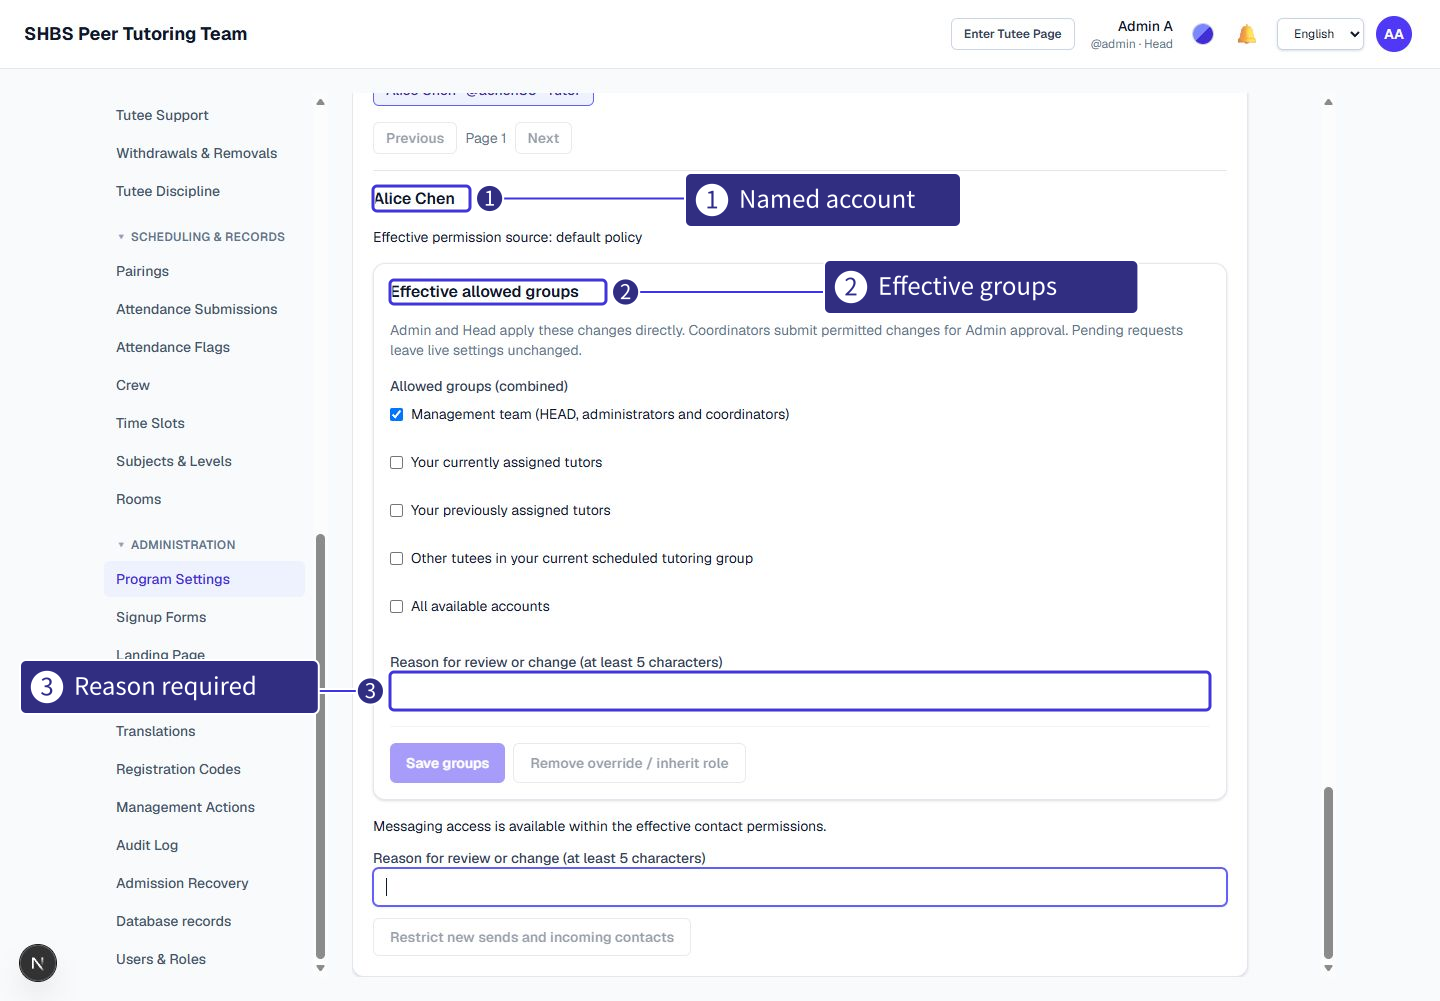 SHBS Peer Tutoring Team
Enter Tutee Page
Admin A
@admin · Head
English
AA
Tutee Support
Withdrawals & Removals
Tutee Discipline
SCHEDULING & RECORDS
Pairings
Attendance Submissions
Attendance Flags
Crew
Time Slots
Subjects & Levels
Rooms
ADMINISTRATION
Program Settings
Signup Forms
Landing Page
3 Reason required
Translations
Registration Codes
Management Actions
Audit Log
Admission Recovery
Database records
Users & Roles
N
Previous
Page 1
Next
Alice Chen
1
1 Named account
Effective permission source: default policy
Effective allowed groups
2
2 Effective groups
Admin and Head apply these changes directly. Coordinators submit permitted changes for Admin approval. Pending requests
leave live settings unchanged.
Allowed groups (combined)
Management team (HEAD, administrators and coordinators)
Your currently assigned tutors
Your previously assigned tutors
Other tutees in your current scheduled tutoring group
All available accounts
Reason for review or change (at least 5 characters)
3
Save groups
Remove override / inherit role
Messaging access is available within the effective contact permissions.
Reason for review or change (at least 5 characters)
Restrict new sends and incoming contacts